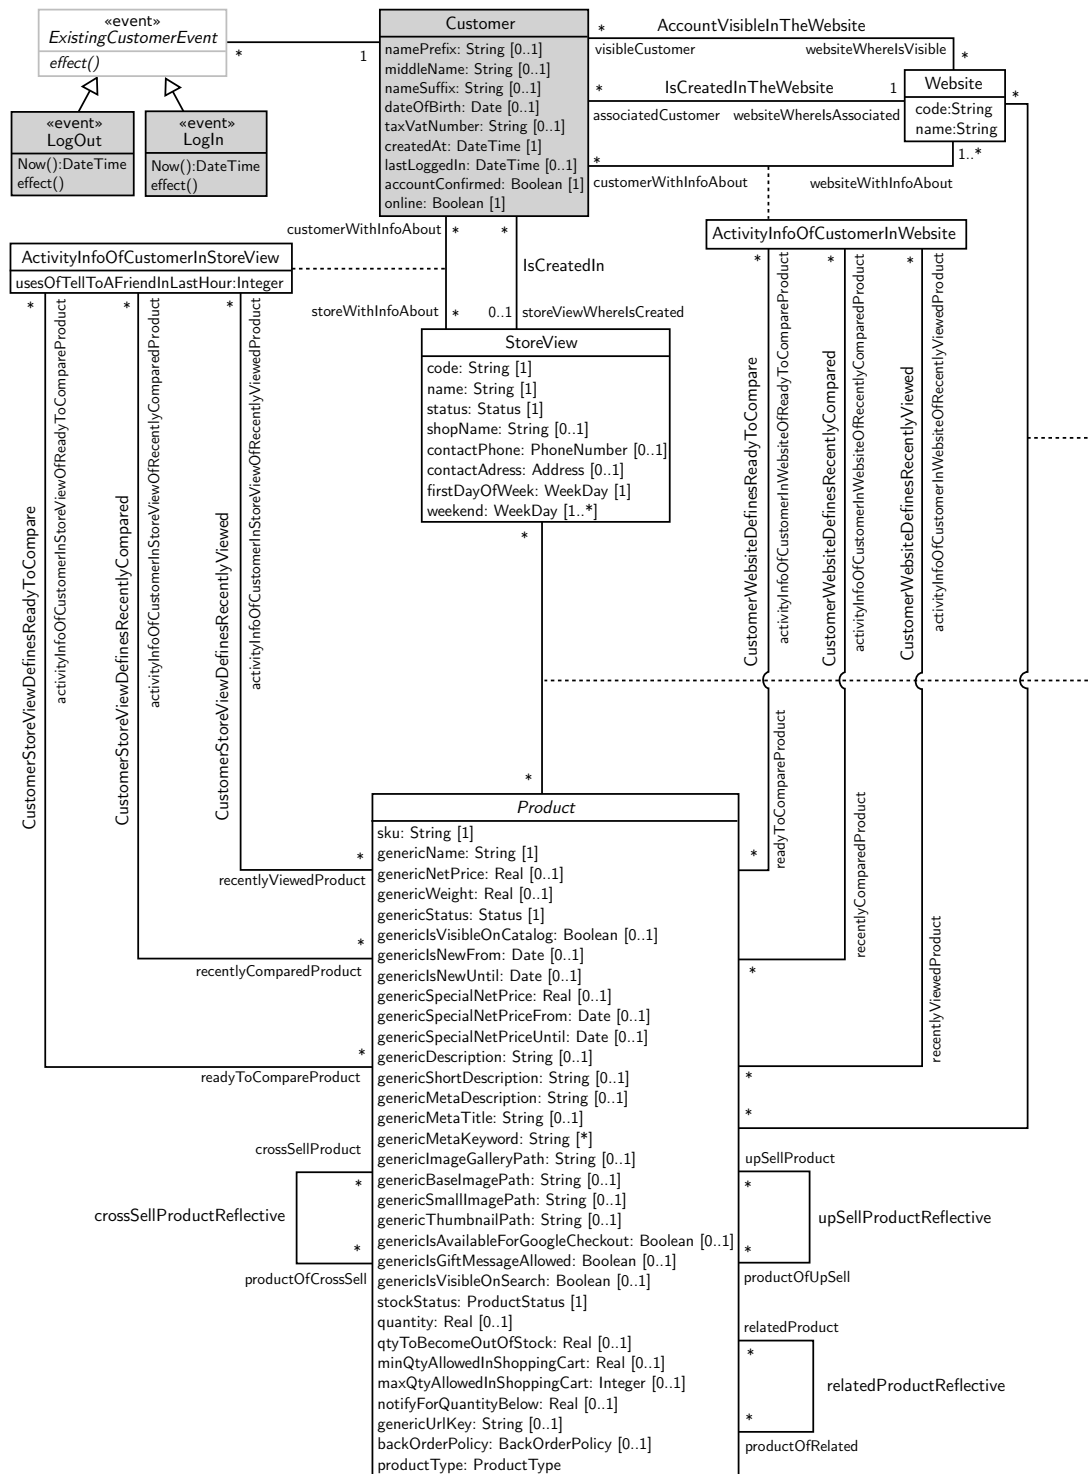 «event»
ExistingCustomerEvent
effect()
*
1
«event»
LogOut
Now():DateTime
effect()
«event»
LogIn
Now():DateTime
effect()
Customer
namePrefix: String [0..1]
middleName: String [0..1]
nameSuffix: String [0..1]
dateOfBirth: Date [0..1]
taxVatNumber: String [0..1]
createdAt: DateTime [1]
lastLoggedIn: DateTime [0..1]
accountConfirmed: Boolean [1]
online: Boolean [1]
*
AccountVisibleInTheWebsite
*
visibleCustomer
websiteWhereIsVisible
*
IsCreatedInTheWebsite
1
associatedCustomer
websiteWhereIsAssociated
*
customerWithInfoAbout
websiteWithInfoAbout
1..*
Website
code:String
name:String
*
ActivityInfoOfCustomerInStoreView
usesOfTellToAFriendInLastHour:Integer
customerWithInfoAbout
*
*
IsCreatedIn
storeWithInfoAbout
*
0..1
storeViewWhereIsCreated
ActivityInfoOfCustomerInWebsite
*
*
*
*
*
*
StoreView
code: String [1]
name: String [1]
status: Status [1]
shopName: String [0..1]
contactPhone: PhoneNumber [0..1]
contactAdress: Address [0..1]
firstDayOfWeek: WeekDay [1]
weekend: WeekDay [1..*]
*
*
CustomerStoreViewDefinesReadyToCompare
activityInfoOfCustomerInStoreViewOfReadyToCompareProduct
CustomerStoreViewDefinesRecentlyCompared
activityInfoOfCustomerInStoreViewOfRecentlyComparedProduct
CustomerStoreViewDefinesRecentlyViewed
activityInfoOfCustomerInStoreViewOfRecentlyViewedProduct
CustomerWebsiteDefinesReadyToCompare
activityInfoOfCustomerInWebsiteOfReadyToCompareProduct
CustomerWebsiteDefinesRecentlyCompared
activityInfoOfCustomerInWebsiteOfRecentlyComparedProduct
CustomerWebsiteDefinesRecentlyViewed
activityInfoOfCustomerInWebsiteOfRecentlyViewedProduct
*
recentlyViewedProduct
*
recentlyComparedProduct
*
readyToCompareProduct
*
readyToCompareProduct
*
recentlyComparedProduct
*
recentlyViewedProduct
*
Product
sku: String [1]
genericName: String [1]
genericNetPrice: Real [0..1]
genericWeight: Real [0..1]
genericStatus: Status [1]
genericIsVisibleOnCatalog: Boolean [0..1]
genericIsNewFrom: Date [0..1]
genericIsNewUntil: Date [0..1]
genericSpecialNetPrice: Real [0..1]
genericSpecialNetPriceFrom: Date [0..1]
genericSpecialNetPriceUntil: Date [0..1]
genericDescription: String [0..1]
genericShortDescription: String [0..1]
genericMetaDescription: String [0..1]
genericMetaTitle: String [0..1]
genericMetaKeyword: String [*]
genericImageGalleryPath: String [0..1]
genericBaseImagePath: String [0..1]
genericSmallImagePath: String [0..1]
genericThumbnailPath: String [0..1]
genericIsAvailableForGoogleCheckout: Boolean [0..1]
genericIsGiftMessageAllowed: Boolean [0..1]
genericIsVisibleOnSearch: Boolean [0..1]
stockStatus: ProductStatus [1]
quantity: Real [0..1]
qtyToBecomeOutOfStock: Real [0..1]
minQtyAllowedInShoppingCart: Real [0..1]
maxQtyAllowedInShoppingCart: Integer [0..1]
notifyForQuantityBelow: Real [0..1]
genericUrlKey: String [0..1]
backOrderPolicy: BackOrderPolicy [0..1]
productType: ProductType
crossSellProduct
*
crossSellProductReflective
*
productOfCrossSell
upSellProduct
*
upSellProductReflective
*
productOfUpSell
relatedProduct
*
relatedProductReflective
*
productOfRelated